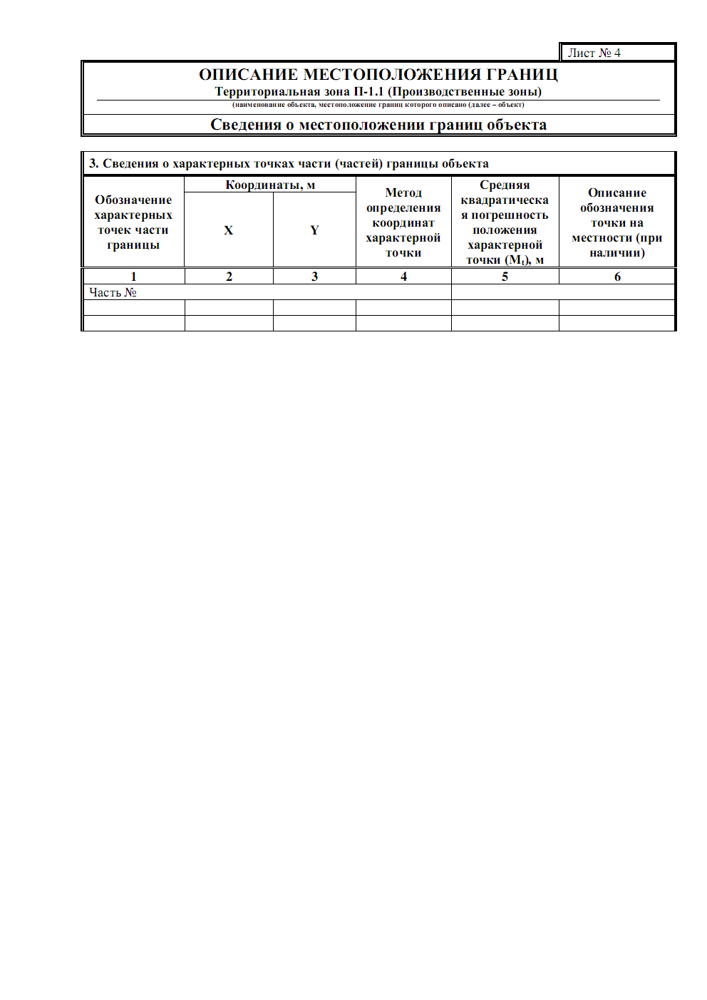 Лист № 4
ОПИСАНИЕ МЕСТОПОЛОЖЕНИЯ ГРАНИЦ
Территориальная зона П-1.1 (Производственные зоны)
(наименование объекта, местоположение границ которого описано (далее – объект)
Сведения о местоположении границ объекта
3. Сведения о характерных точках части (частей) границы объекта
Обозначение
характерных
точек части
границы
Координаты, м
X
Y
Метод
определения
координат
характерной
точки
Средняя
квадратическа
я погрешность
положения
характерной
точки (Mt), м
Описание
обозначения
точки на
местности (при
наличии)
1 2 3 4 5 6
Часть №